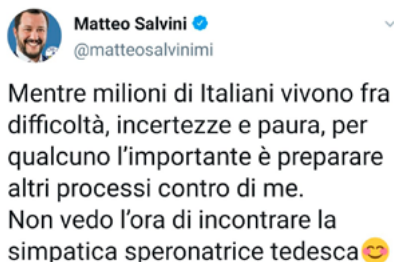 Matteo Salvini
@matteosalvinimi
Mentre milioni di Italiani vivono fra
difficoltà, incertezze e paura, per
qualcuno l'importante è preparare
altri processi contro di me.
Non vedo l'ora di incontrare la
simpatica speronatrice tedesca😊